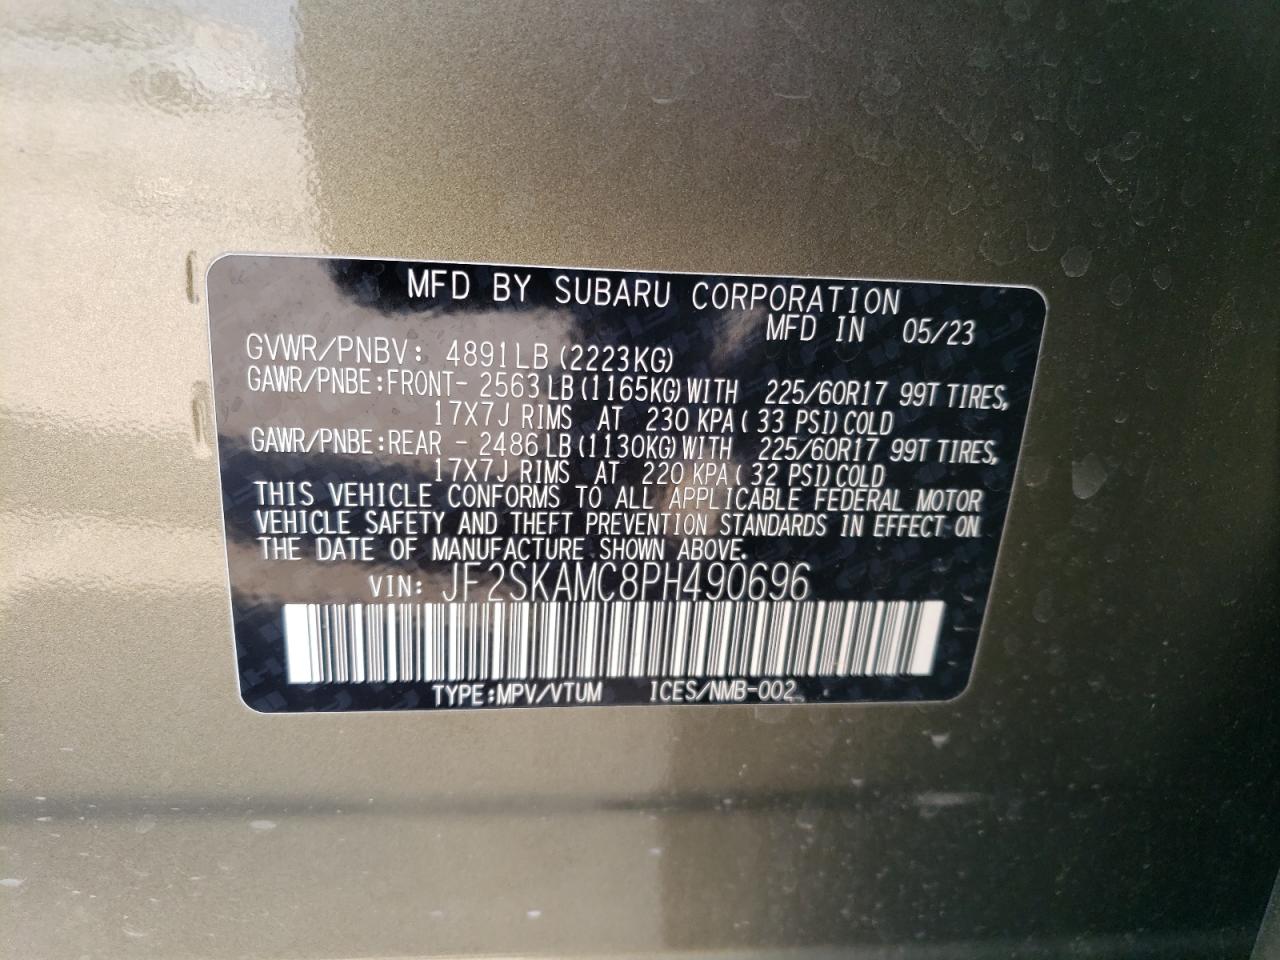 MFD BY SUBARU CORPORATION
MFD IN 05/23
GVWR/PNBV: 4891LB (2223KG)
GAWR/PNBE:FRONT- 2563LB(1165KG)WITH 225/60R17 99T TIRES,
17X7J RIMS AT 230 KPA(33 PSI)COLD
GAWR/PNBE:REAR - 2486LB(1130KG)WITH 225/60R17 99T TIRES,
17X7J RIMS AT 220 KPA(32 PSI)COLD
THIS VEHICLE CONFORMS TO ALL APPLICABLE FEDERAL MOTOR
VEHICLE SAFETY AND THEFT PREVENTION STANDARDS IN EFFECT ON
THE DATE OF MANUFACTURE SHOWN ABOVE.
VIN: JF2SKAMC8PH490696
TYPE:MPV/VTUM ICES/NMB-002